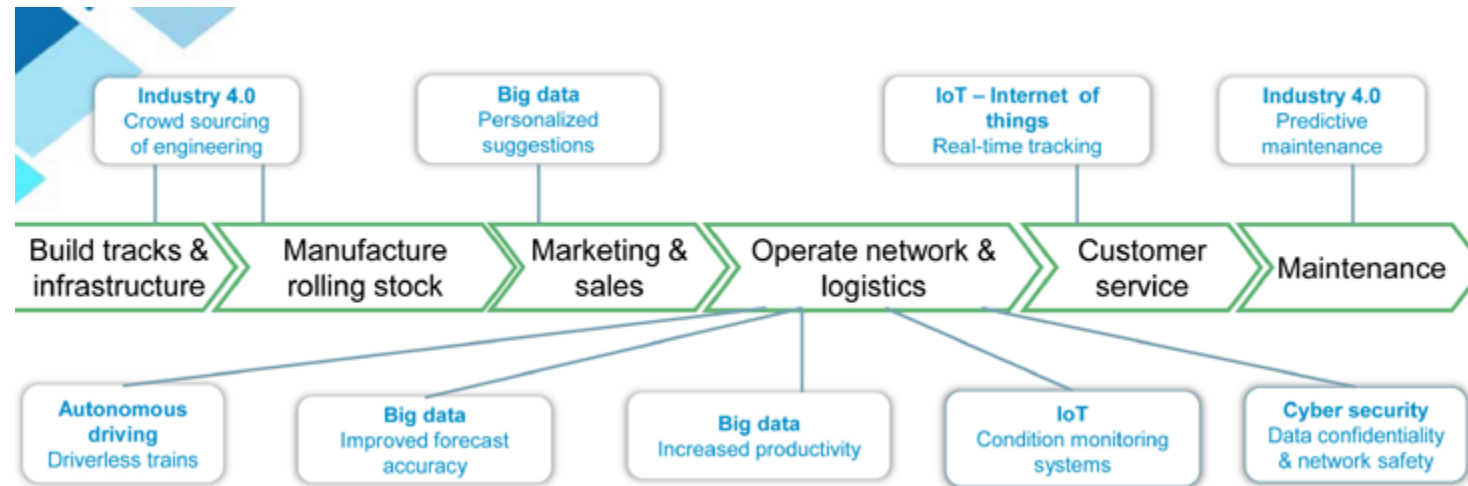 Industry 4.0
Crowd sourcing
of engineering
Big data
Personalized
suggestions
IoT – Internet of
things
Real-time tracking
Industry 4.0
Predictive
maintenance
Build tracks &
infrastructure
Manufacture
rolling stock
Marketing &
sales
Operate network &
logistics
Customer
service
Maintenance
Autonomous
driving
Driverless trains
Big data
Improved forecast
accuracy
Big data
Increased productivity
IoT
Condition monitoring
systems
Cyber security
Data confidentiality
& network safety